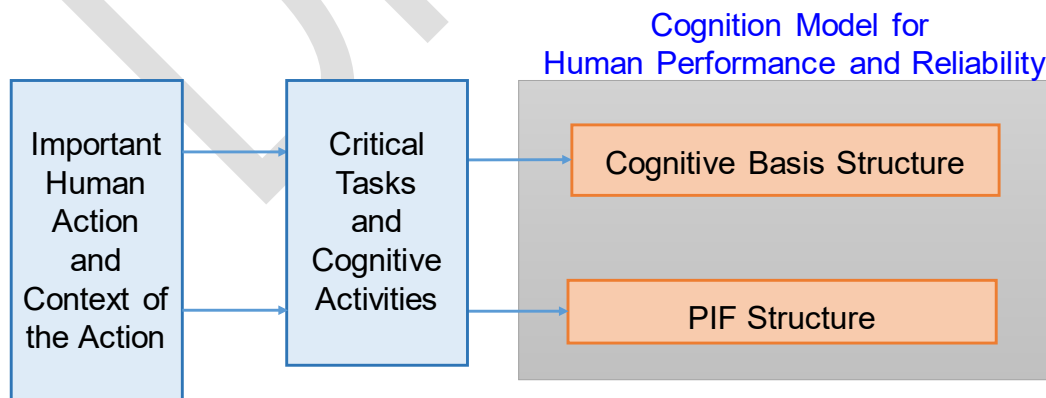 Cognition Model for
Human Performance and Reliability
Important
Human
Action
and
Context of
the Action
Critical
Tasks
and
Cognitive
Activities
Cognitive Basis Structure
PIF Structure